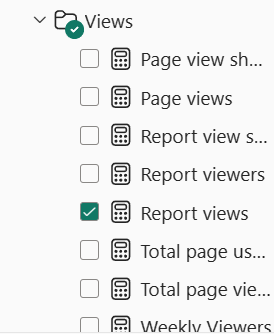 Views
Page view sh...
Page views
Report view s...
Report viewers
Report views
Total page us...
Total page vie...
Weekly Viewers